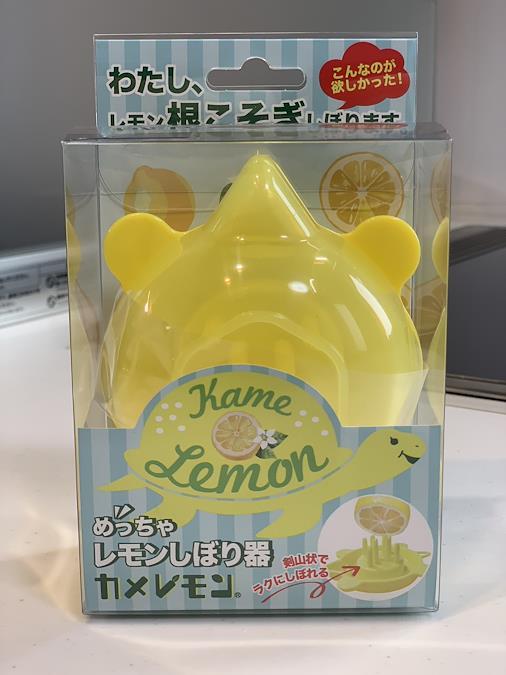 わたし、
レモン根こそぎしぼります
こんなのが
欲しかった!
Kame
Lemon
めっちゃ
レモンしぼり器
カメレモン®
剣山状で
ラクにしぼれる